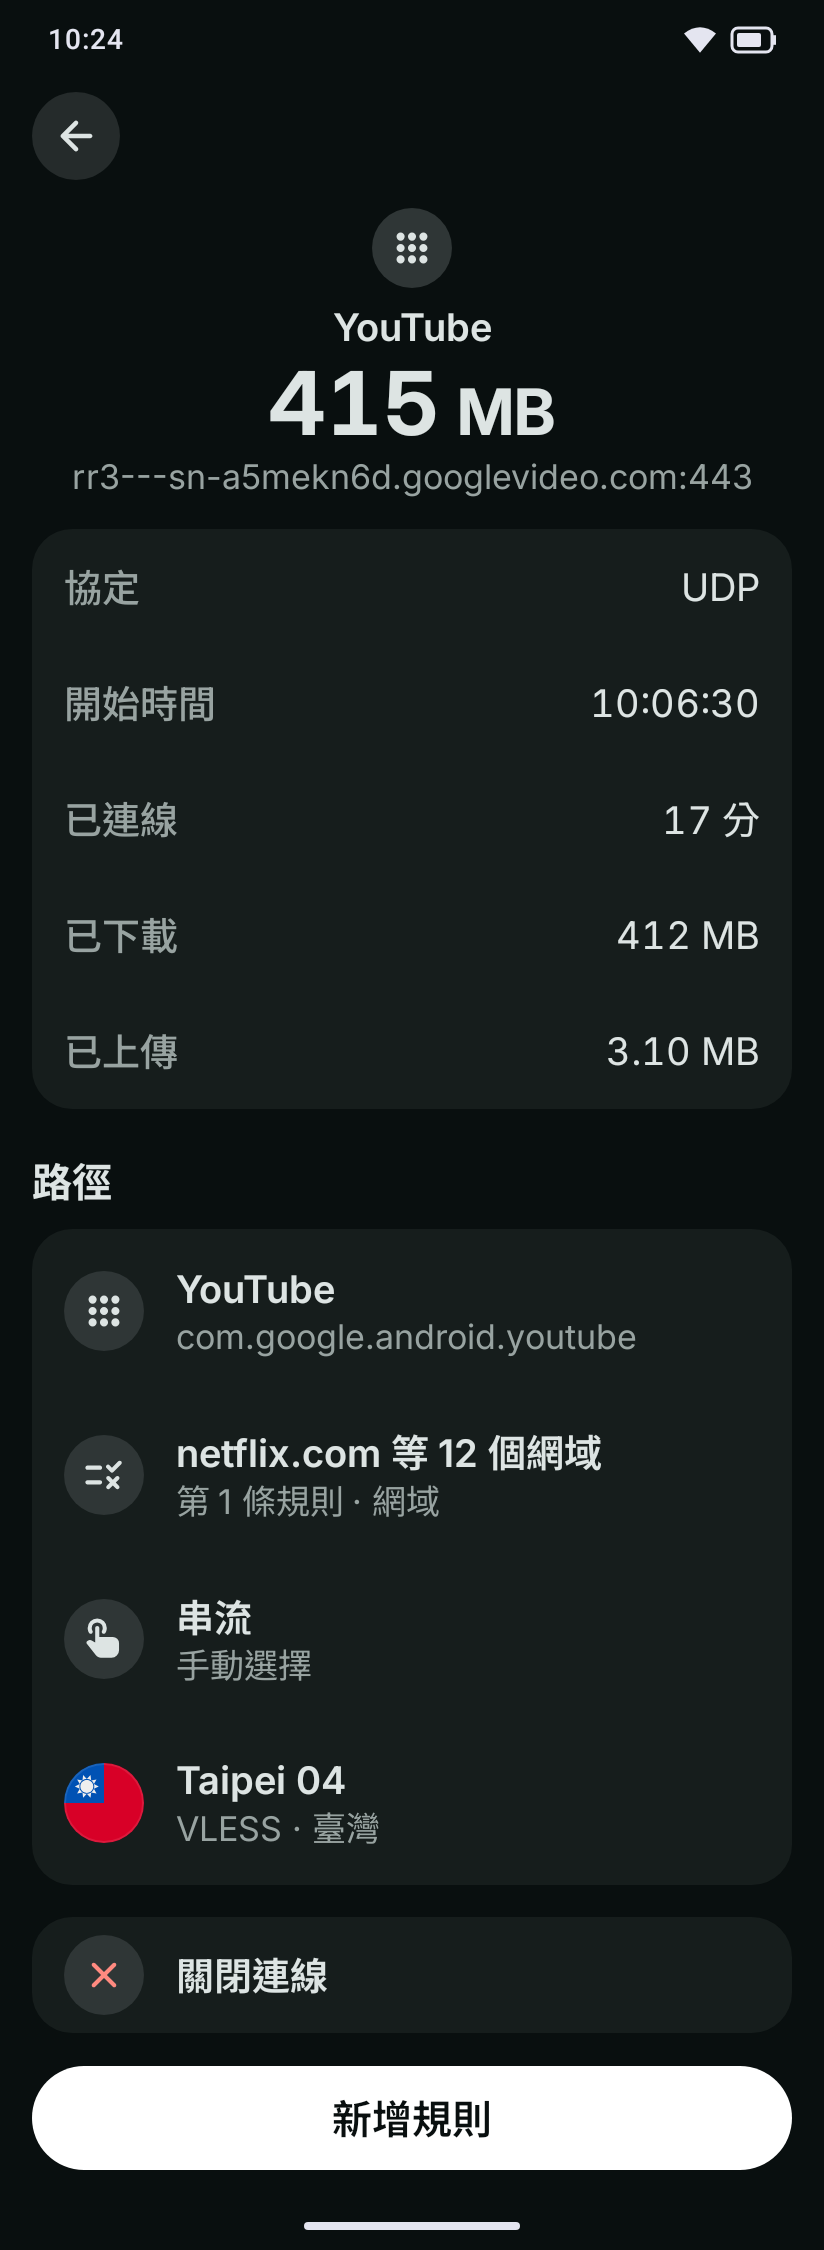 10:24
YouTube
415 MB
rr3---sn-a5mekn6d.googlevideo.com:443
協定
UDP
開始時間
10:06:30
已連線
17 分
已下載
412 MB
已上傳
3.10 MB
路徑
YouTube
com.google.android.youtube
netflix.com 等 12 個網域
第 1 條規則 · 網域
串流
手動選擇
Taipei 04
VLESS · 臺灣
關閉連線
新增規則